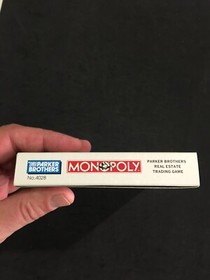 PARKER
BROTHERS
No. 4028
MONOPOLY
PARKER BROTHERS
REAL ESTATE
TRADING GAME